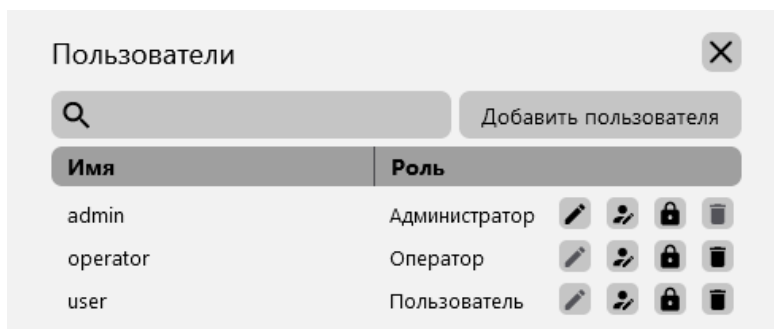 Пользователи
Добавить пользователя
Имя Роль
admin Администратор
operator Оператор
user Пользователь